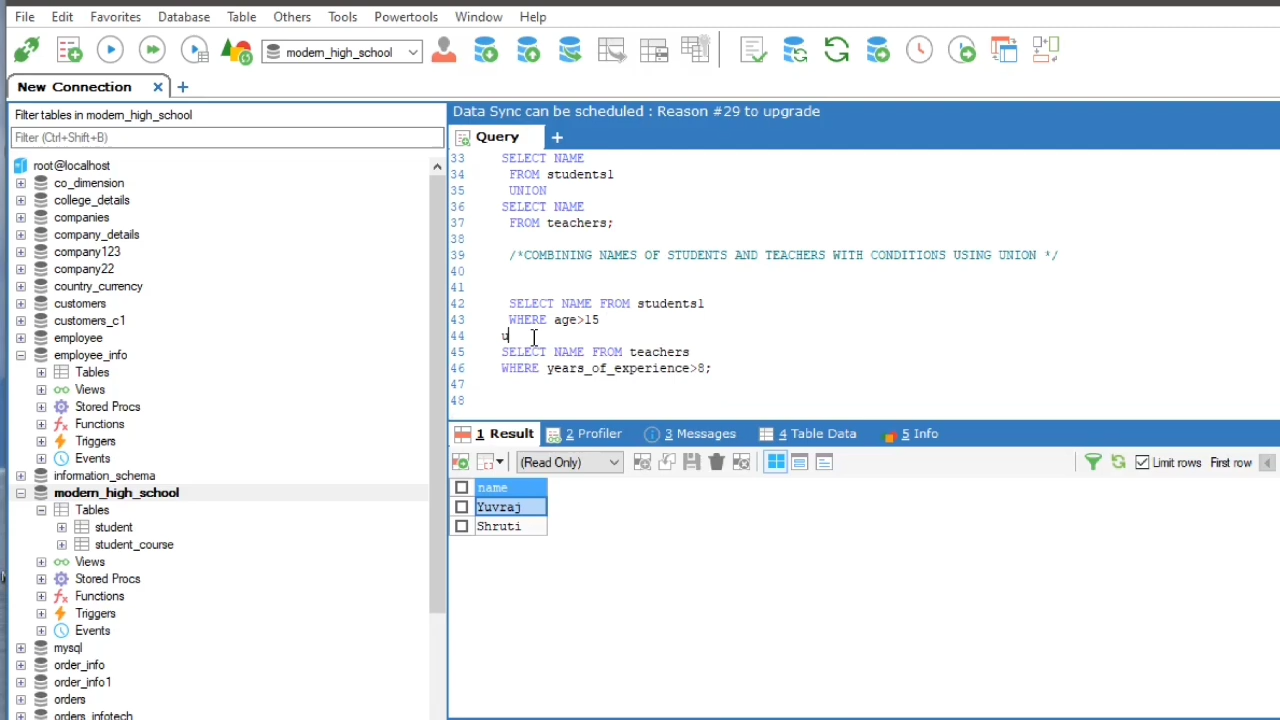 File Edit Favorites Database Table Others Tools Powertools Window Help
modern_high_school
New Connection
Filter tables in modern_high_school
Filter (Ctrl+Shift+B)
root@localhost
co_dimension
college_details
companies
company_details
company123
company22
country_currency
customers
customers_c1
employee
employee_info
Tables
Views
Stored Procs
Functions
Triggers
Events
information_schema
modern_high_school
Tables
student
student_course
Views
Stored Procs
Functions
Triggers
Events
mysql
order_info
order_info1
orders
orders_infotech
Data Sync can be scheduled : Reason #29 to upgrade
Query
33 SELECT NAME
34 FROM students1
35 UNION
36 SELECT NAME
37 FROM teachers;
38
39 /*COMBINING NAMES OF STUDENTS AND TEACHERS WITH CONDITIONS USING UNION */
40
41
42 SELECT NAME FROM students1
43 WHERE age>15
44 u
45 SELECT NAME FROM teachers
46 WHERE years_of_experience>8;
47
48
1 Result 2 Profiler 3 Messages 4 Table Data 5 Info
(Read Only) Limit rows First row
name
Yuvraj
Shruti